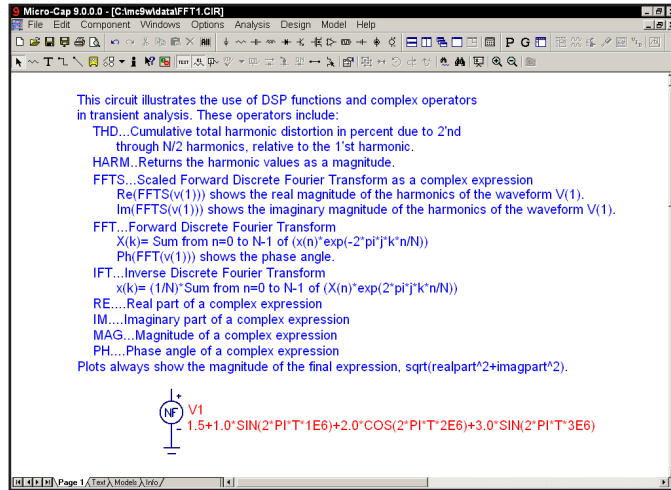 9 Micro-Cap 9.0.0.0 - [C:\mc9w\data\FFT1.CIR]
File Edit Component Windows Options Analysis Design Model Help
P G
T TEXT
This circuit illustrates the use of DSP functions and complex operators
in transient analysis. These operators include:
THD...Cumulative total harmonic distortion in percent due to 2'nd
through N/2 harmonics, relative to the 1'st harmonic.
HARM..Returns the harmonic values as a magnitude.
FFTS...Scaled Forward Discrete Fourier Transform as a complex expression
Re(FFTS(v(1))) shows the real magnitude of the harmonics of the waveform V(1).
Im(FFTS(v(1))) shows the imaginary magnitude of the harmonics of the waveform V(1).
FFT...Forward Discrete Fourier Transform
X(k)= Sum from n=0 to N-1 of (x(n)*exp(-2*pi*j*k*n/N))
Ph(FFT(v(1))) shows the phase angle.
IFT...Inverse Discrete Fourier Transform
x(k)= (1/N)*Sum from n=0 to N-1 of (X(n)*exp(2*pi*j*k*n/N))
RE....Real part of a complex expression
IM....Imaginary part of a complex expression
MAG...Magnitude of a complex expression
PH....Phase angle of a complex expression
Plots always show the magnitude of the final expression, sqrt(realpart^2+imagpart^2).
+
NF V1
- 1.5+1.0*SIN(2*PI*T*1E6)+2.0*COS(2*PI*T*2E6)+3.0*SIN(2*PI*T*3E6)
Page 1 Text Models Info